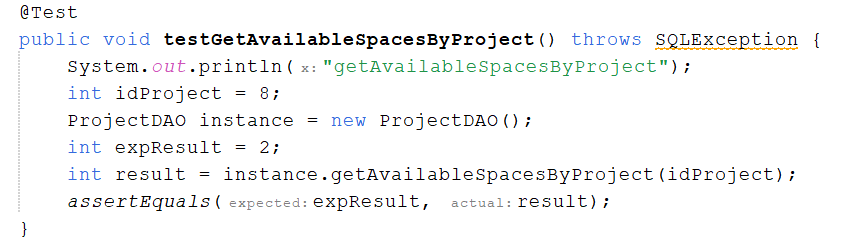 @Test
public void testGetAvailableSpacesByProject() throws SQLException {
System.out.println( x: "getAvailableSpacesByProject");
int idProject = 8;
ProjectDAO instance = new ProjectDAO();
int expResult = 2;
int result = instance.getAvailableSpacesByProject(idProject);
assertEquals( expected: expResult, actual: result);
}